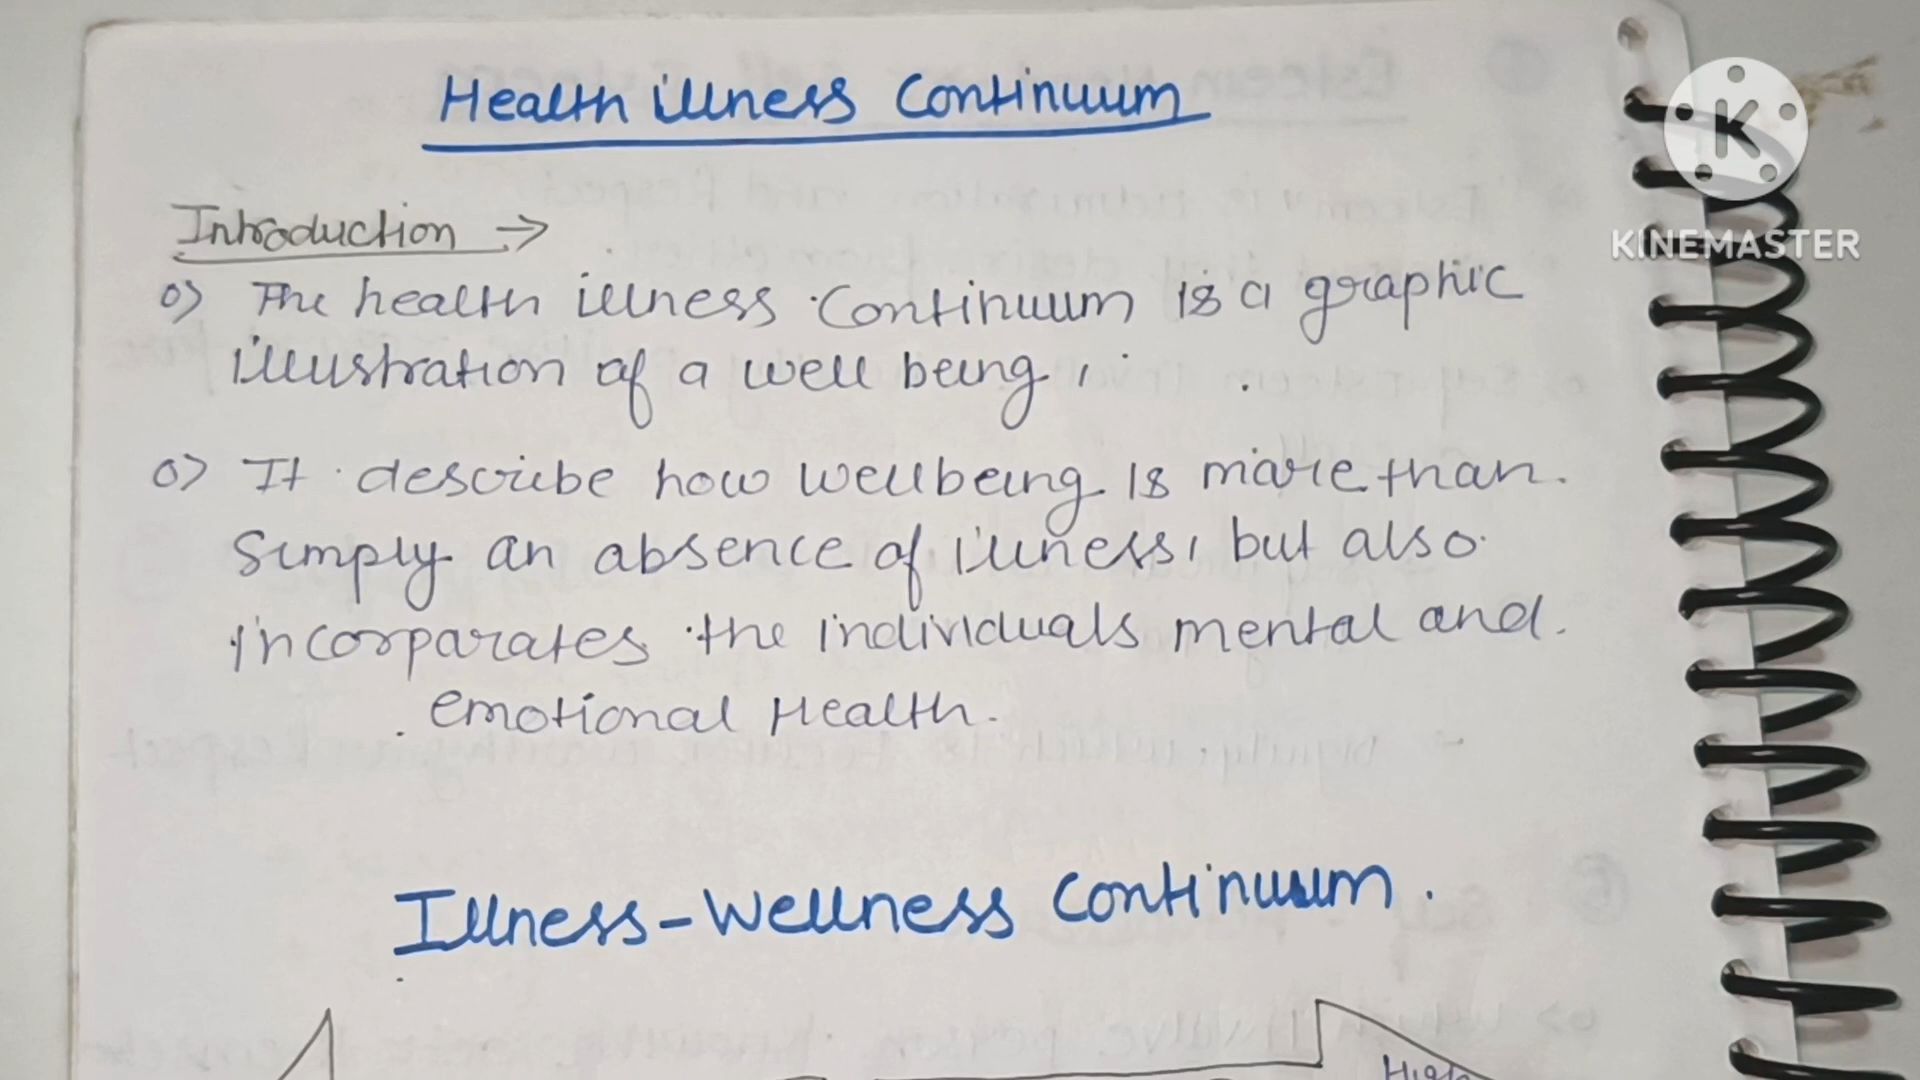 Health illness Continuum
Introduction →
o> The health illness Continuum is a graphic
illustration of a well being,
o> It describe how wellbeing is more than
Simply an absence of illness, but also
incorparates the individuals mental and
emotional Health.
Illness-Wellness Continuum.
High
K
KINEMASTER